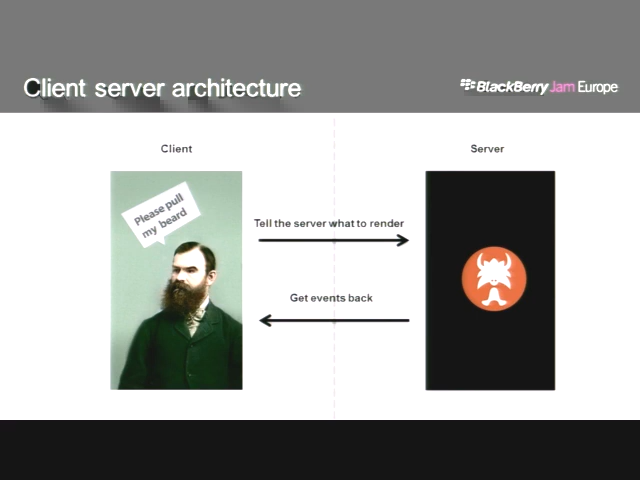 Client server architecture
BlackBerry Jam Europe
Client
Server
Please pull
my beard
Tell the server what to render
Get events back